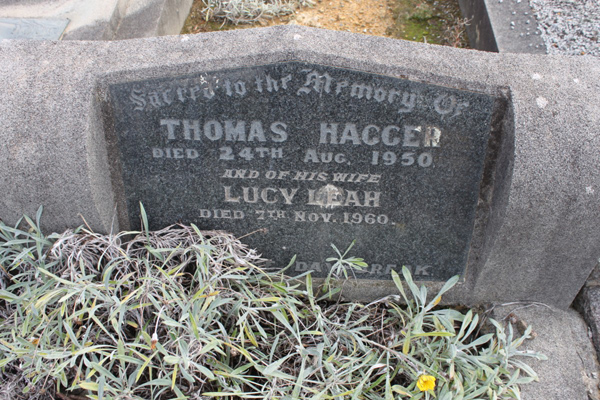 Sacred to the Memory Of
THOMAS HAGGER
DIED 24TH AUG. 1950
AND OF HIS WIFE
LUCY LEAH
DIED 7TH NOV. 1960.